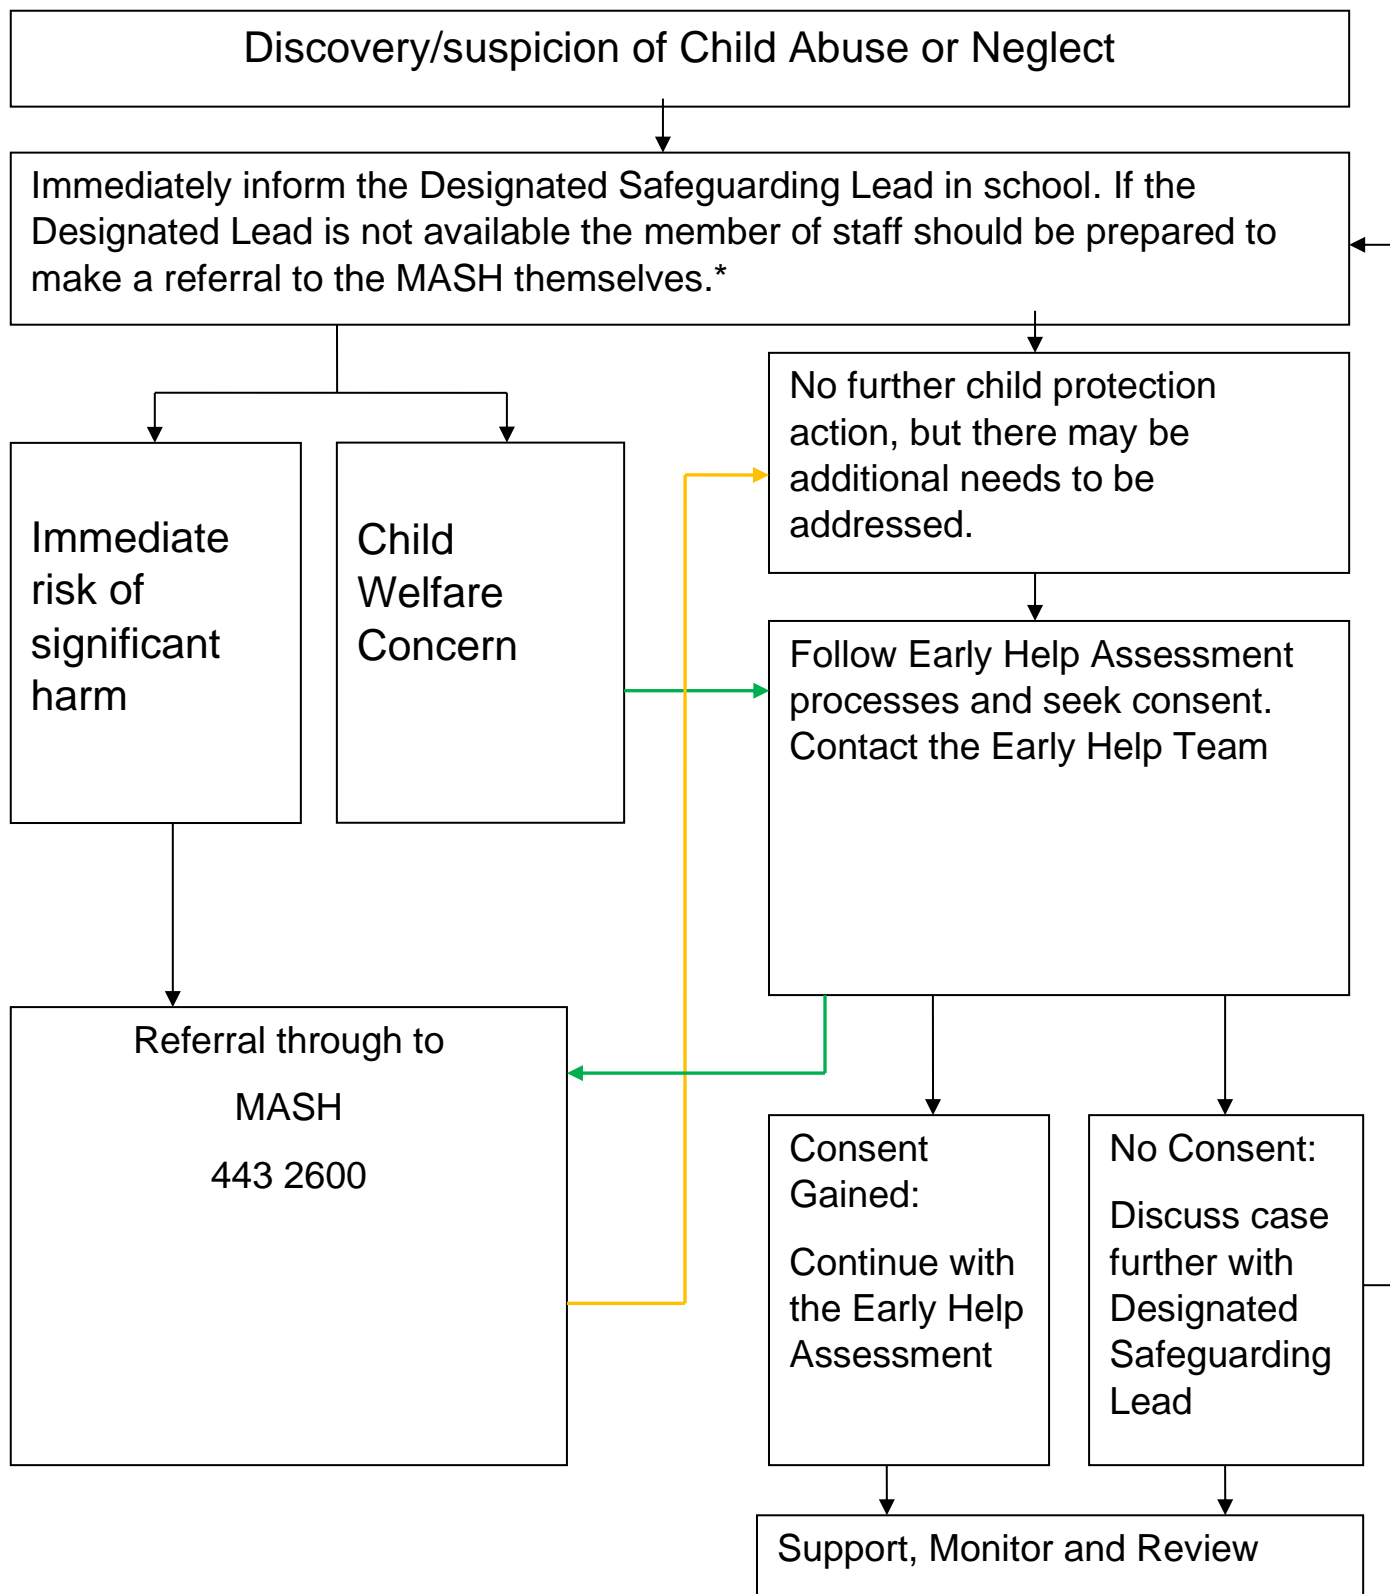 Discovery/suspicion of Child Abuse or Neglect
Immediately inform the Designated Safeguarding Lead in school. If the
Designated Lead is not available the member of staff should be prepared to
make a referral to the MASH themselves.*
No further child protection
action, but there may be
additional needs to be
addressed.
Immediate
risk of
significant
harm
Child
Welfare
Concern
Follow Early Help Assessment
processes and seek consent.
Contact the Early Help Team
Referral through to
MASH
443 2600
Consent
Gained:
Continue with
the Early Help
Assessment
No Consent:
Discuss case
further with
Designated
Safeguarding
Lead
Support, Monitor and Review